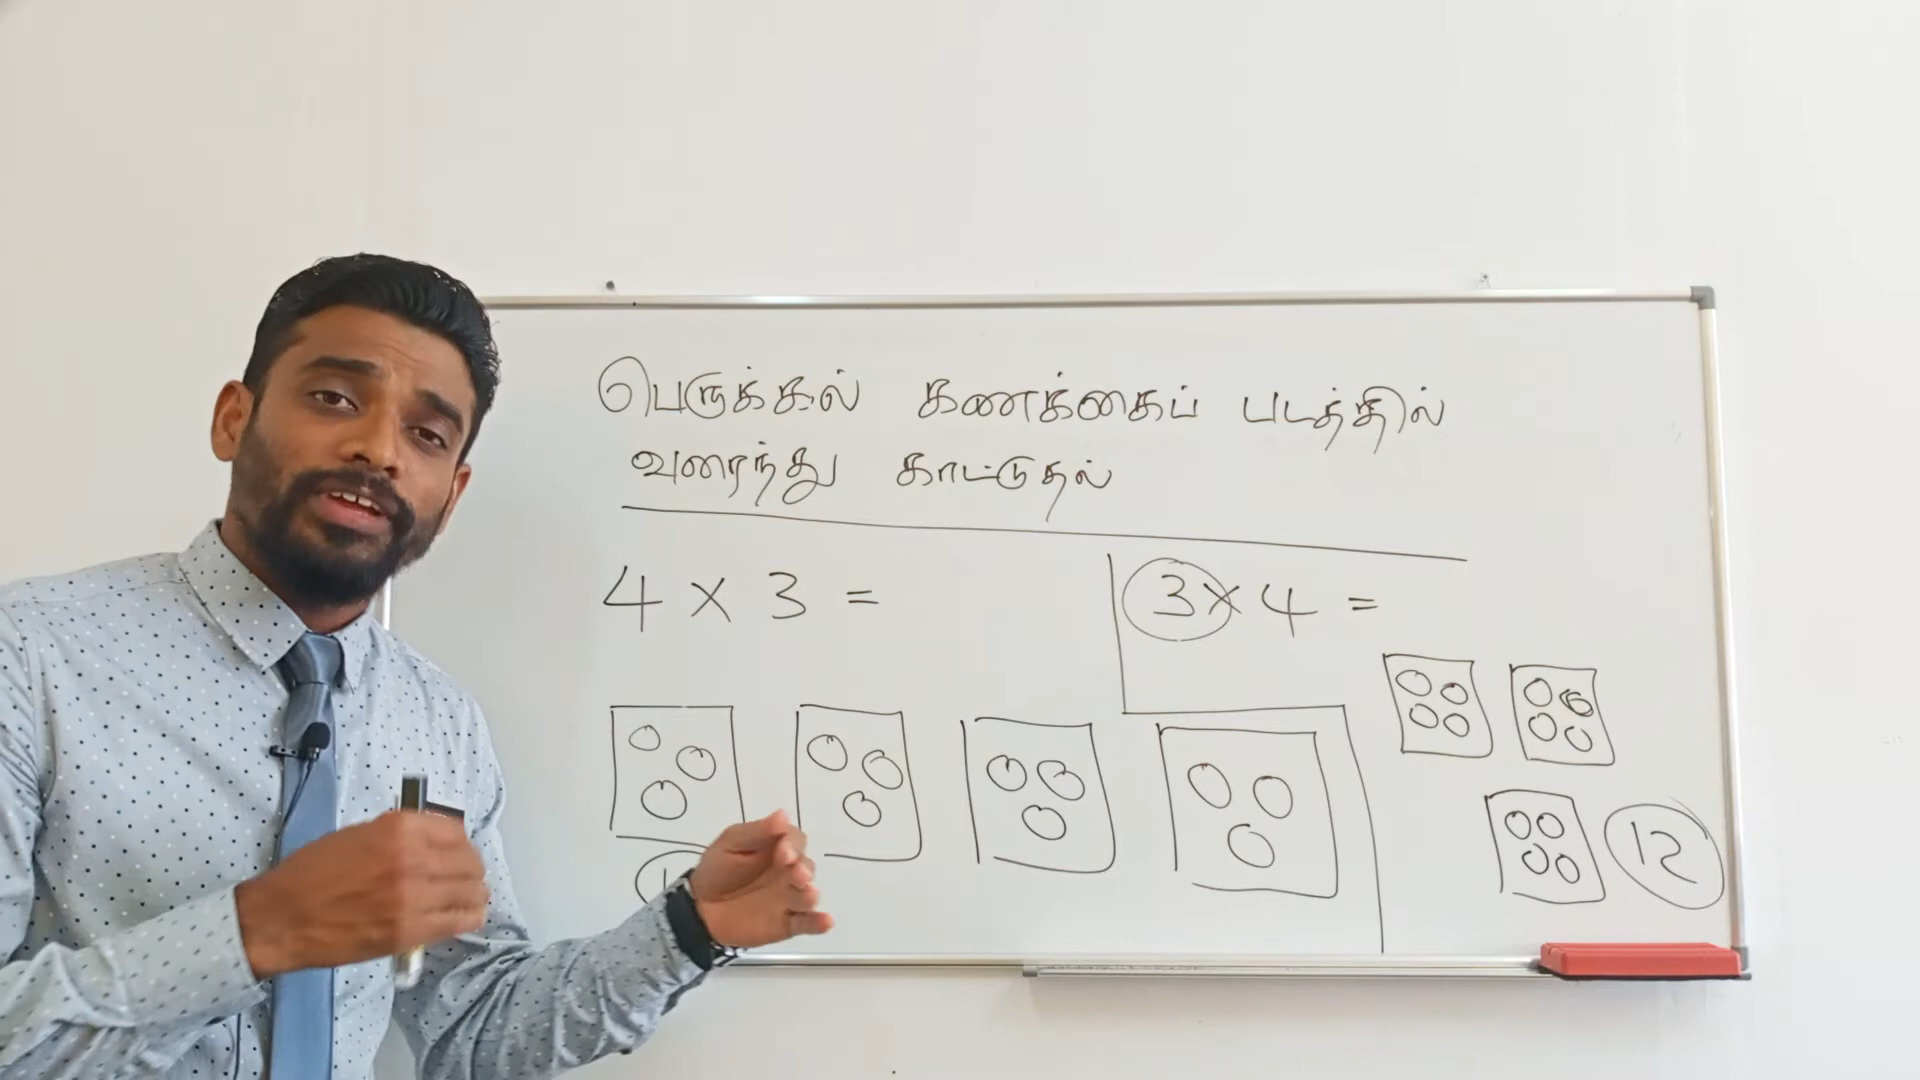 பெருக்கல் கணக்கைப் படத்தில்
வரைந்து காட்டுதல்
4 × 3 =
3 × 4 =
12